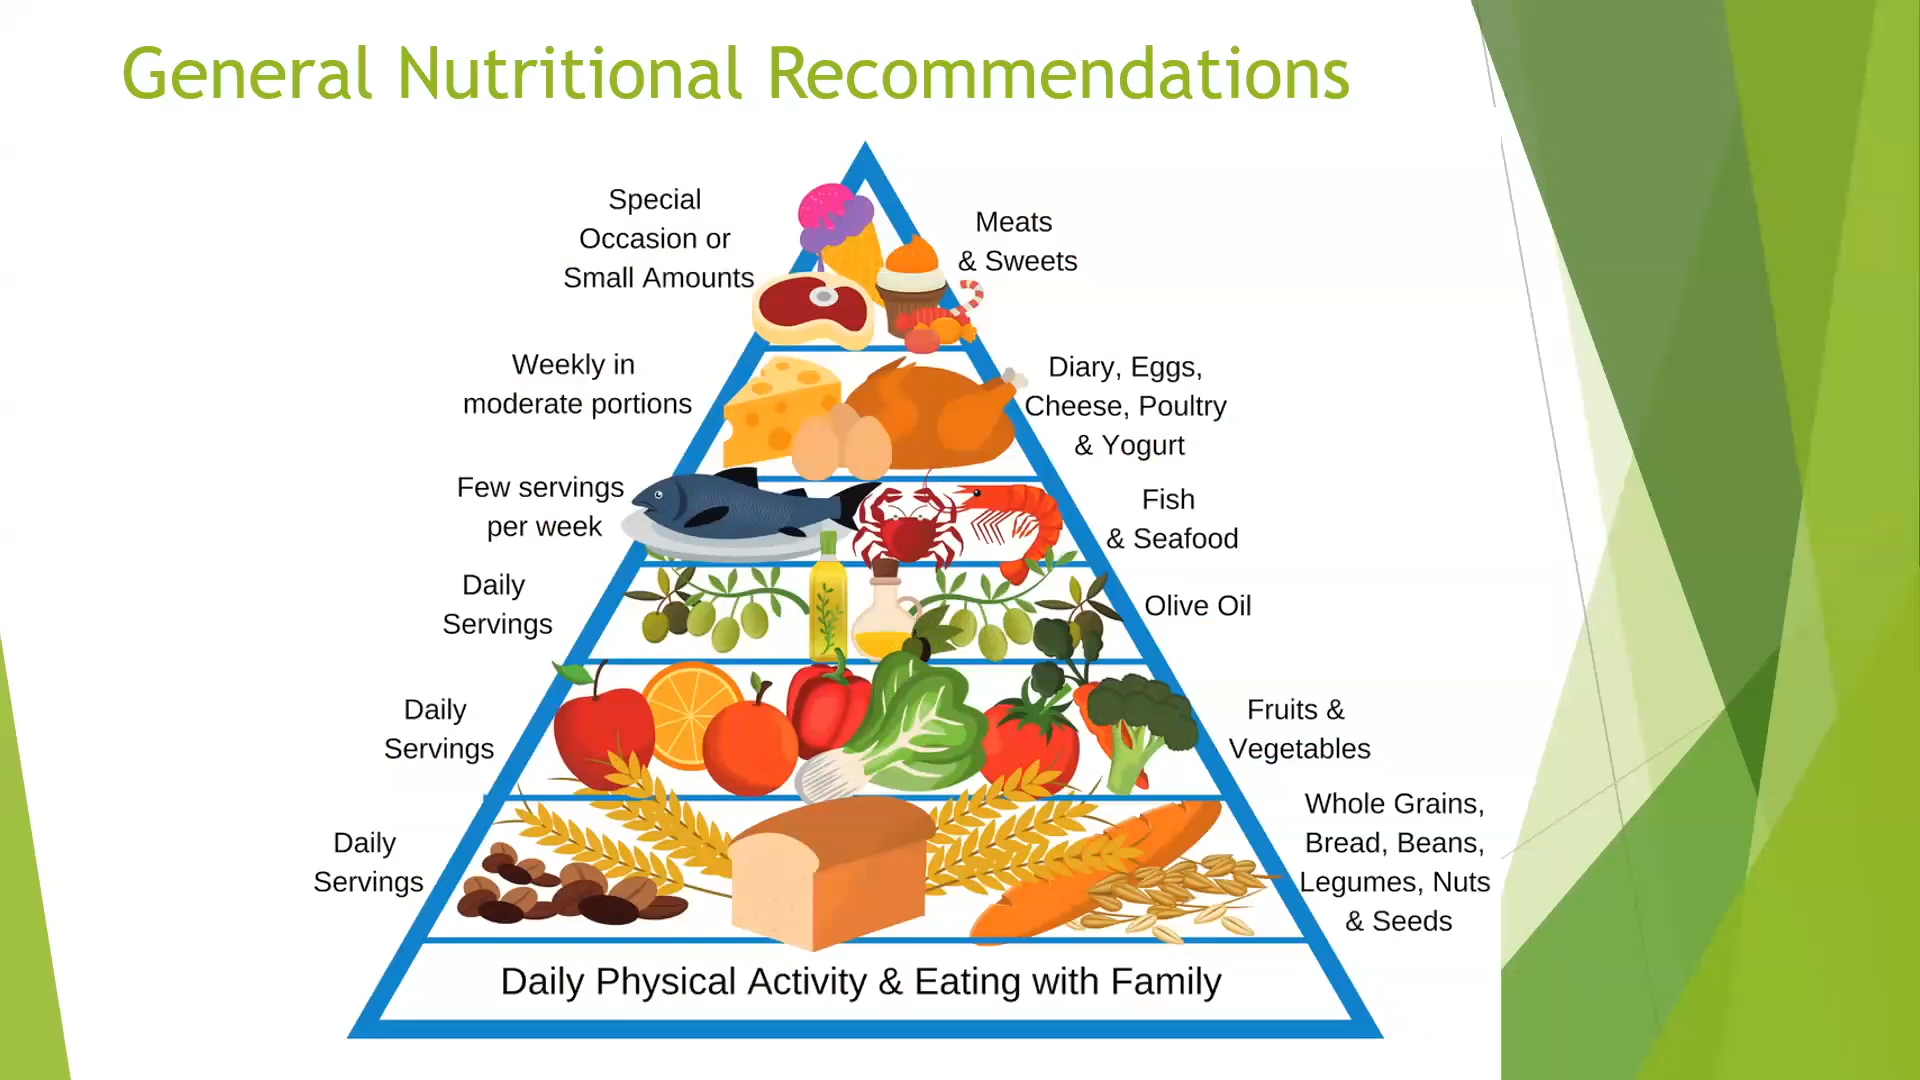 General Nutritional Recommendations
Special
Occasion or
Small Amounts
Meats
& Sweets
Weekly in
moderate portions
Diary, Eggs,
Cheese, Poultry
& Yogurt
Few servings
per week
Fish
& Seafood
Daily
Servings
Olive Oil
Daily
Servings
Fruits &
Vegetables
Daily
Servings
Whole Grains,
Bread, Beans,
Legumes, Nuts
& Seeds
Daily Physical Activity & Eating with Family